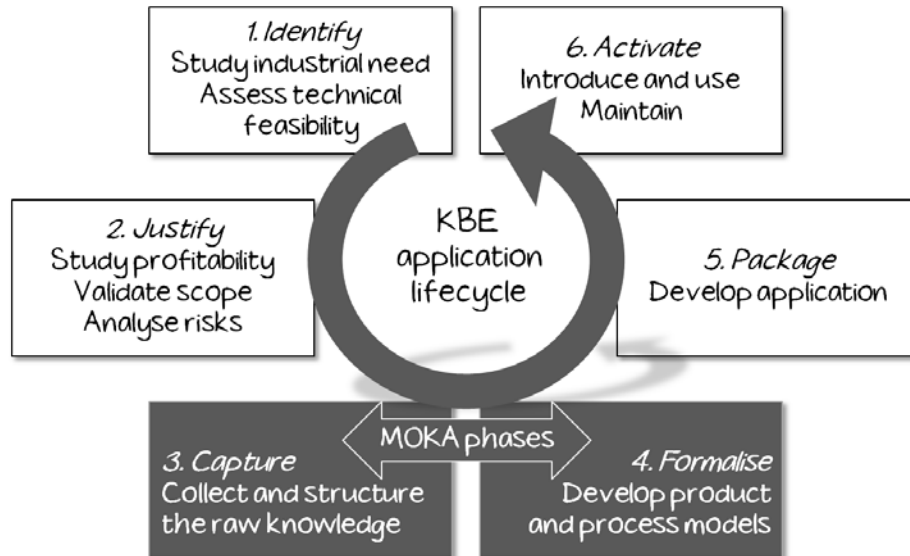 1. Identify
Study industrial need
Assess technical
feasibility
6. Activate
Introduce and use
Maintain
2. Justify
Study profitability
Validate scope
Analyse risks
KBE
application
lifecycle
5. Package
Develop application
MOKA phases
3. Capture
Collect and structure
the raw knowledge
4. Formalise
Develop product
and process models